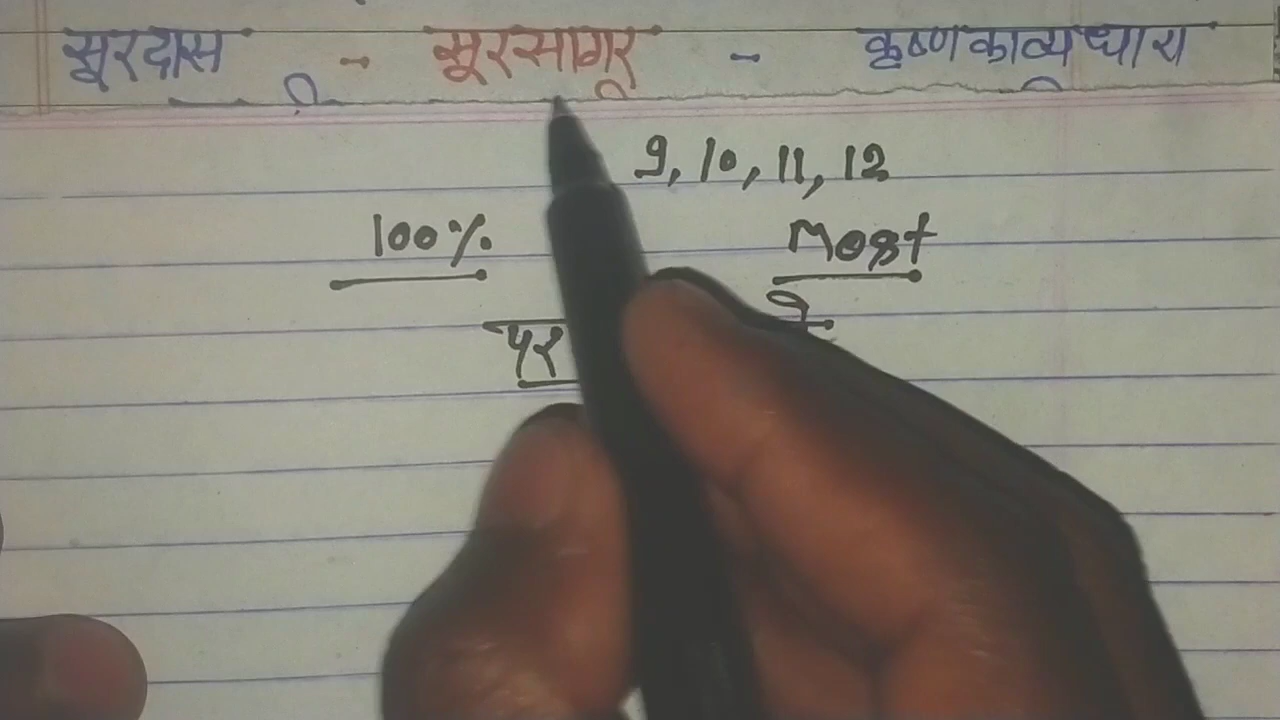 सूरदास - सूरसागर - कृष्णकाव्यधारा
9, 10, 11, 12
100% Most